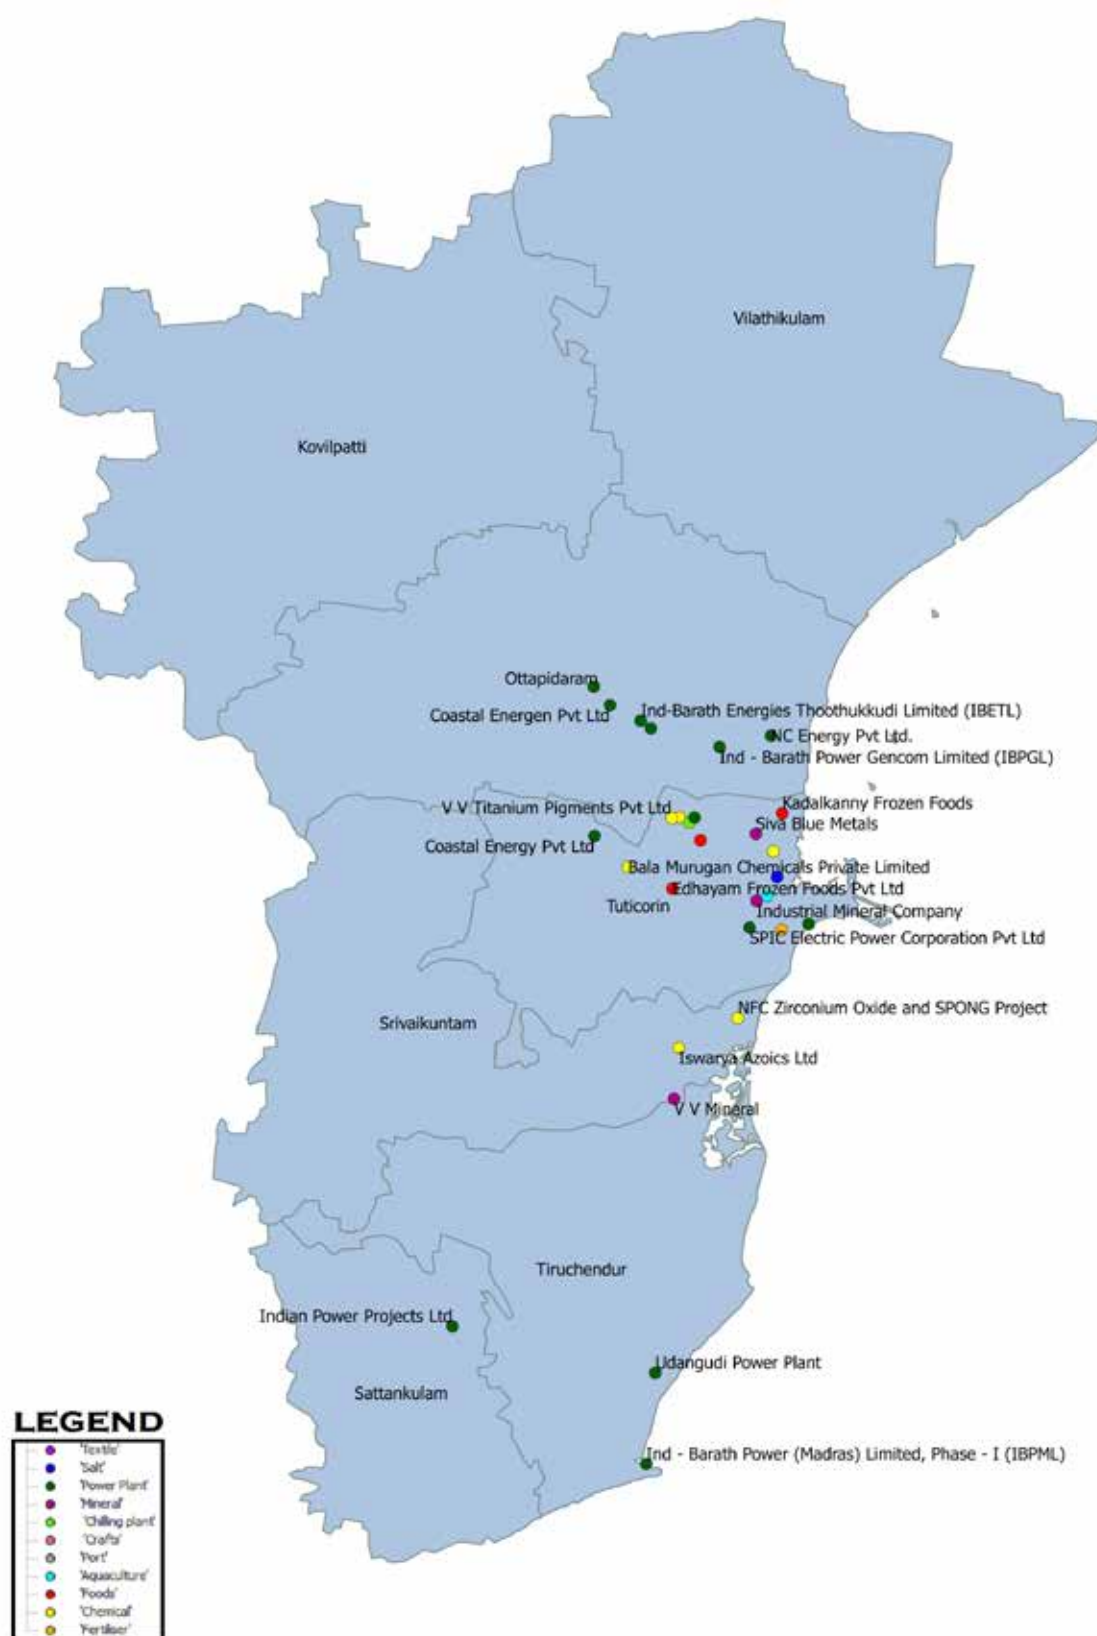 Vilathikulam
Kovilpatti
Ottapidaram
Coastal Energen Pvt Ltd
Ind-Barath Energies Thoothukkudi Limited (IBETL)
NC Energy Pvt Ltd.
Ind - Barath Power Gencom Limited (IBPGL)
Kadalkanny Frozen Foods
V V Titanium Pigments Pvt Ltd
Siva Blue Metals
Coastal Energy Pvt Ltd
Bala Murugan Chemicals Private Limited
Edhayam Frozen Foods Pvt Ltd
Tuticorin
Industrial Mineral Company
SPIC Electric Power Corporation Pvt Ltd
NFC Zirconium Oxide and SPONG Project
Srivaikuntam
Iswarya Azoics Ltd
V V Mineral
Tiruchendur
Indian Power Projects Ltd
Udangudi Power Plant
Sattankulam
Ind - Barath Power (Madras) Limited, Phase - I (IBPML)
LEGEND
'Textile'
'Salt'
'Power Plant'
'Mineral'
'Chilling plant'
'Crafts'
'Port'
'Aquaculture'
'Foods'
'Chemical'
'Fertiliser'